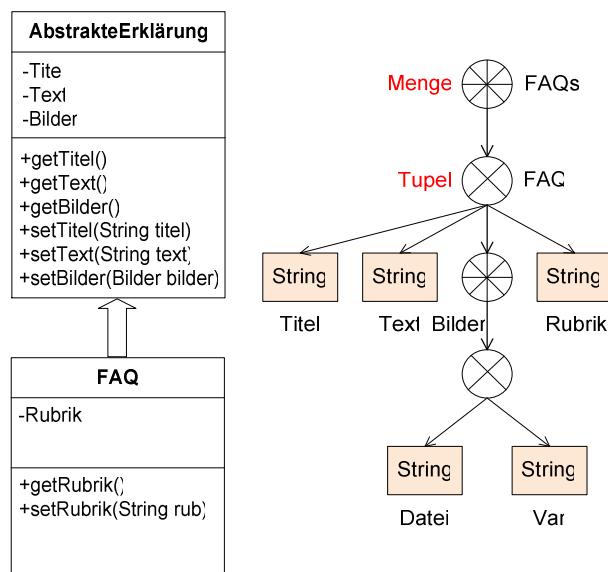 AbstrakteErklärung
-Tite
-Text
-Bilder
+getTitel()
+getText()
+getBilder()
+setTitel(String titel)
+setText(String text)
+setBilder(Bilder bilder)
FAQ
-Rubrik
+getRubrik()
+setRubrik(String rub)
Menge FAQs
Tupel FAQ
String String String
Titel Text Bilder Rubrik
String String
Datei Var